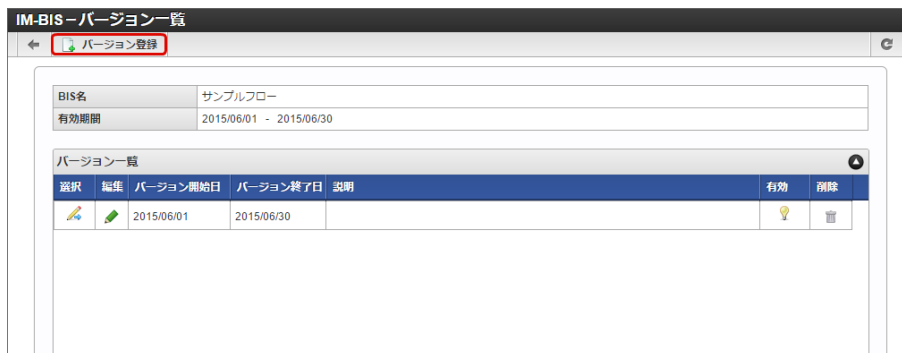 IM-BIS－バージョン一覧
バージョン登録
BIS名 サンプルフロー
有効期間 2015/06/01 - 2015/06/30
バージョン一覧
選択 編集 バージョン開始日 バージョン終了日 説明 有効 削除
2015/06/01 2015/06/30